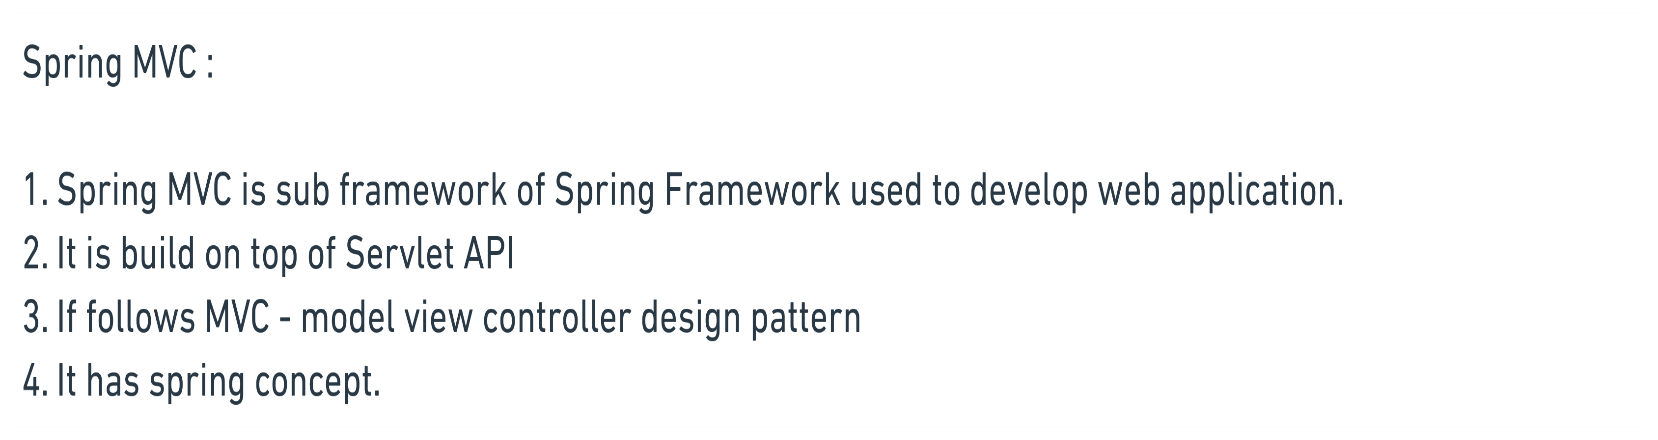 Spring MVC :
1. Spring MVC is sub framework of Spring Framework used to develop web application.
2. It is build on top of Servlet API
3. If follows MVC - model view controller design pattern
4. It has spring concept.